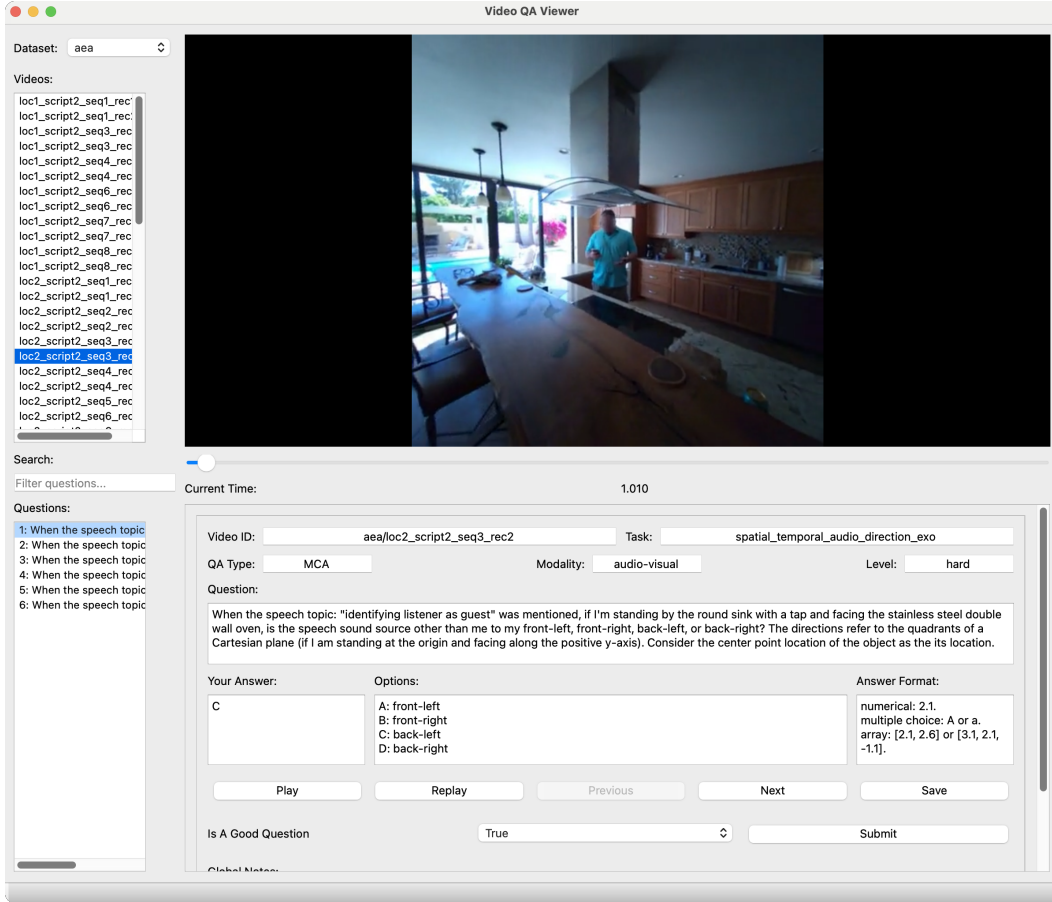 Video QA Viewer
Dataset:
aea
Videos:
loc1_script2_seq1_rec
loc1_script2_seq1_rec
loc1_script2_seq3_rec
loc1_script2_seq3_rec
loc1_script2_seq4_rec
loc1_script2_seq4_rec
loc1_script2_seq6_rec
loc1_script2_seq6_rec
loc1_script2_seq7_rec
loc1_script2_seq7_rec
loc1_script2_seq8_rec
loc1_script2_seq8_rec
loc2_script2_seq1_rec
loc2_script2_seq1_rec
loc2_script2_seq2_rec
loc2_script2_seq2_rec
loc2_script2_seq3_rec
loc2_script2_seq3_rec
loc2_script2_seq4_rec
loc2_script2_seq4_rec
loc2_script2_seq5_rec
loc2_script2_seq6_rec
Search:
Filter questions...
Questions:
1: When the speech topic
2: When the speech topic
3: When the speech topic
4: When the speech topic
5: When the speech topic
6: When the speech topic
Current Time:
1.010
Video ID:
aea/loc2_script2_seq3_rec2
Task:
spatial_temporal_audio_direction_exo
QA Type:
MCA
Modality:
audio-visual
Level:
hard
Question:
When the speech topic: "identifying listener as guest" was mentioned, if I'm standing by the round sink with a tap and facing the stainless steel double
wall oven, is the speech sound source other than me to my front-left, front-right, back-left, or back-right? The directions refer to the quadrants of a
Cartesian plane (if I am standing at the origin and facing along the positive y-axis). Consider the center point location of the object as the its location.
Your Answer:
C
Options:
A: front-left
B: front-right
C: back-left
D: back-right
Answer Format:
numerical: 2.1.
multiple choice: A or a.
array: [2.1, 2.6] or [3.1, 2.1,
-1.1].
Play
Replay
Previous
Next
Save
Is A Good Question
True
Submit
Global Notes: